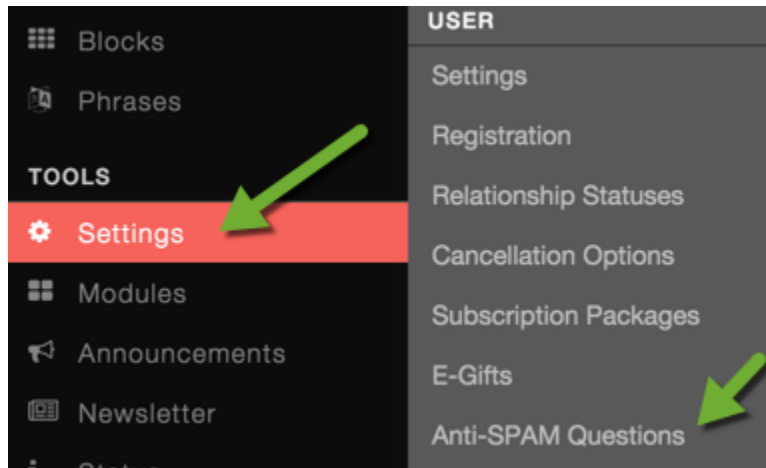 Blocks
Phrases
TOOLS
Settings
Modules
Announcements
Newsletter
USER
Settings
Registration
Relationship Statuses
Cancellation Options
Subscription Packages
E-Gifts
Anti-SPAM Questions